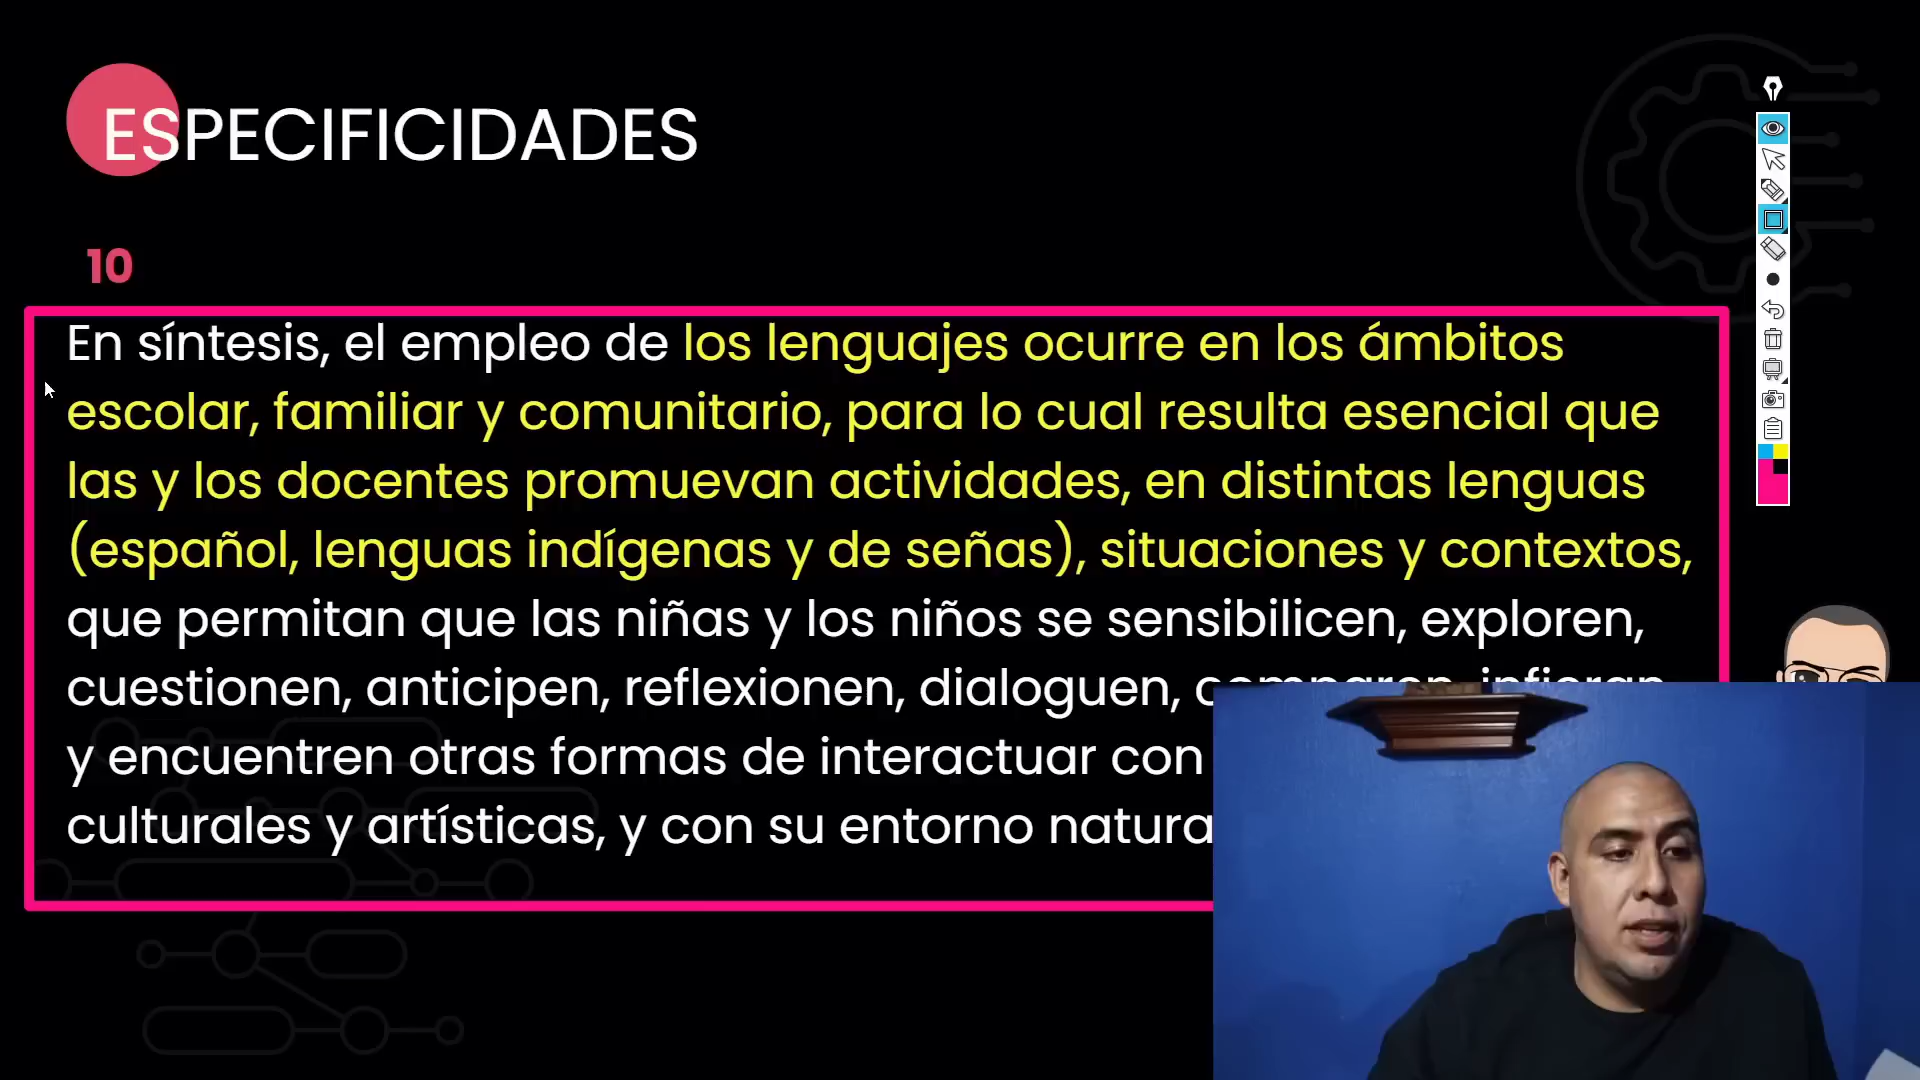 ESPECIFICIDADES
10
En síntesis, el empleo de los lenguajes ocurre en los ámbitos
escolar, familiar y comunitario, para lo cual resulta esencial que
las y los docentes promuevan actividades, en distintas lenguas
(español, lenguas indígenas y de señas), situaciones y contextos,
que permitan que las niñas y los niños se sensibilicen, exploren,
cuestionen, anticipen, reflexionen, dialoguen, comparen, infieran
y encuentren otras formas de interactuar con
culturales y artísticas, y con su entorno